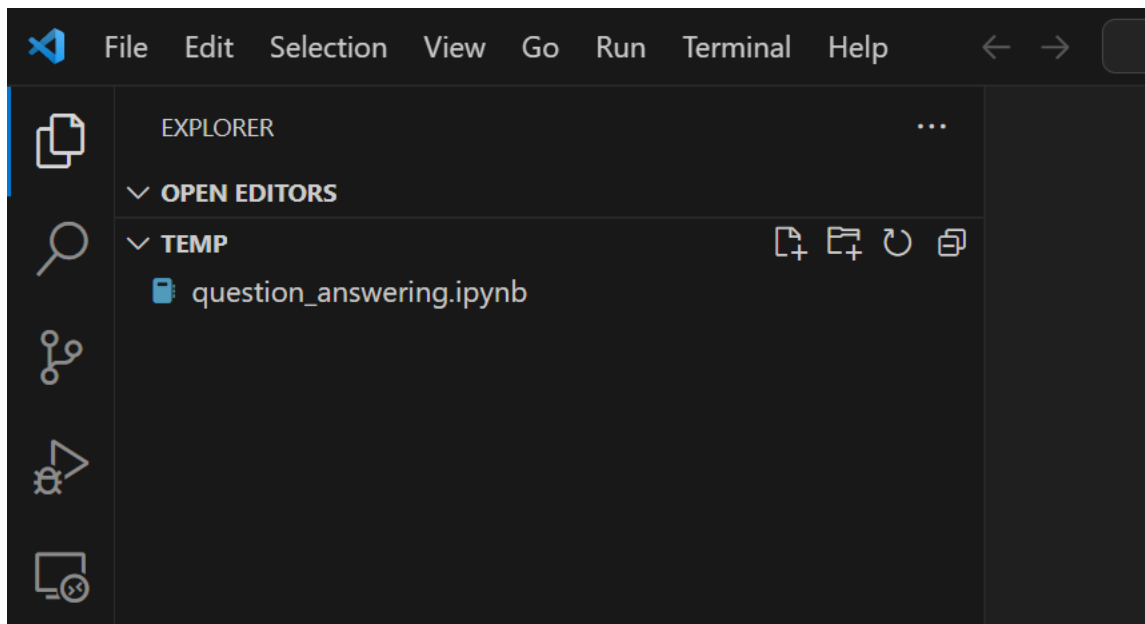 File Edit Selection View Go Run Terminal Help
EXPLORER
OPEN EDITORS
TEMP
question_answering.ipynb